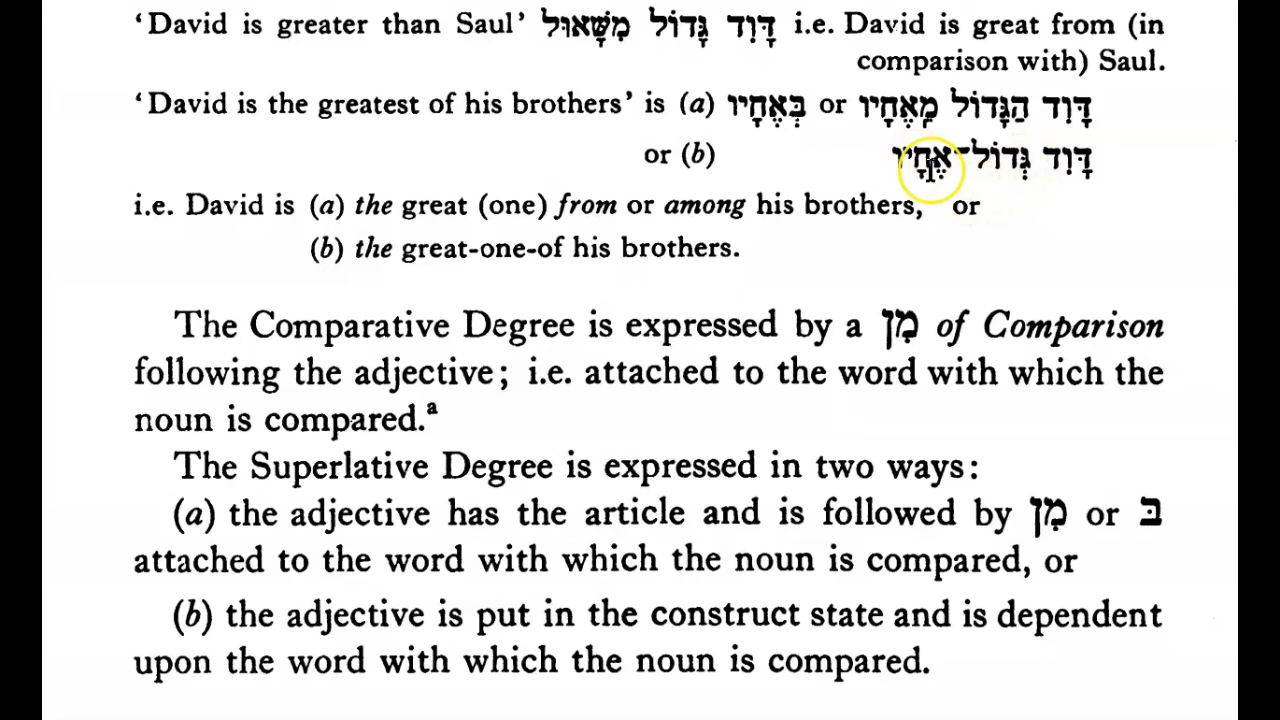 ‘David is greater than Saul’ דָּוִד גָּדוֹל מִשָּׁאוּל i.e. David is great from (in
comparison with) Saul.
‘David is the greatest of his brothers’ is (a) דָּוִד הַגָּדוֹל מֵאֶחָיו or בְּאֶחָיו
or (b) דָּוִד גְּדוֹל־אֶחָיו
i.e. David is (a) the great (one) from or among his brothers, or
(b) the great-one-of his brothers.
The Comparative Degree is expressed by a מִן of Comparison
following the adjective; i.e. attached to the word with which the
noun is compared.ª
The Superlative Degree is expressed in two ways:
(a) the adjective has the article and is followed by מִן or בּ
attached to the word with which the noun is compared, or
(b) the adjective is put in the construct state and is dependent
upon the word with which the noun is compared.